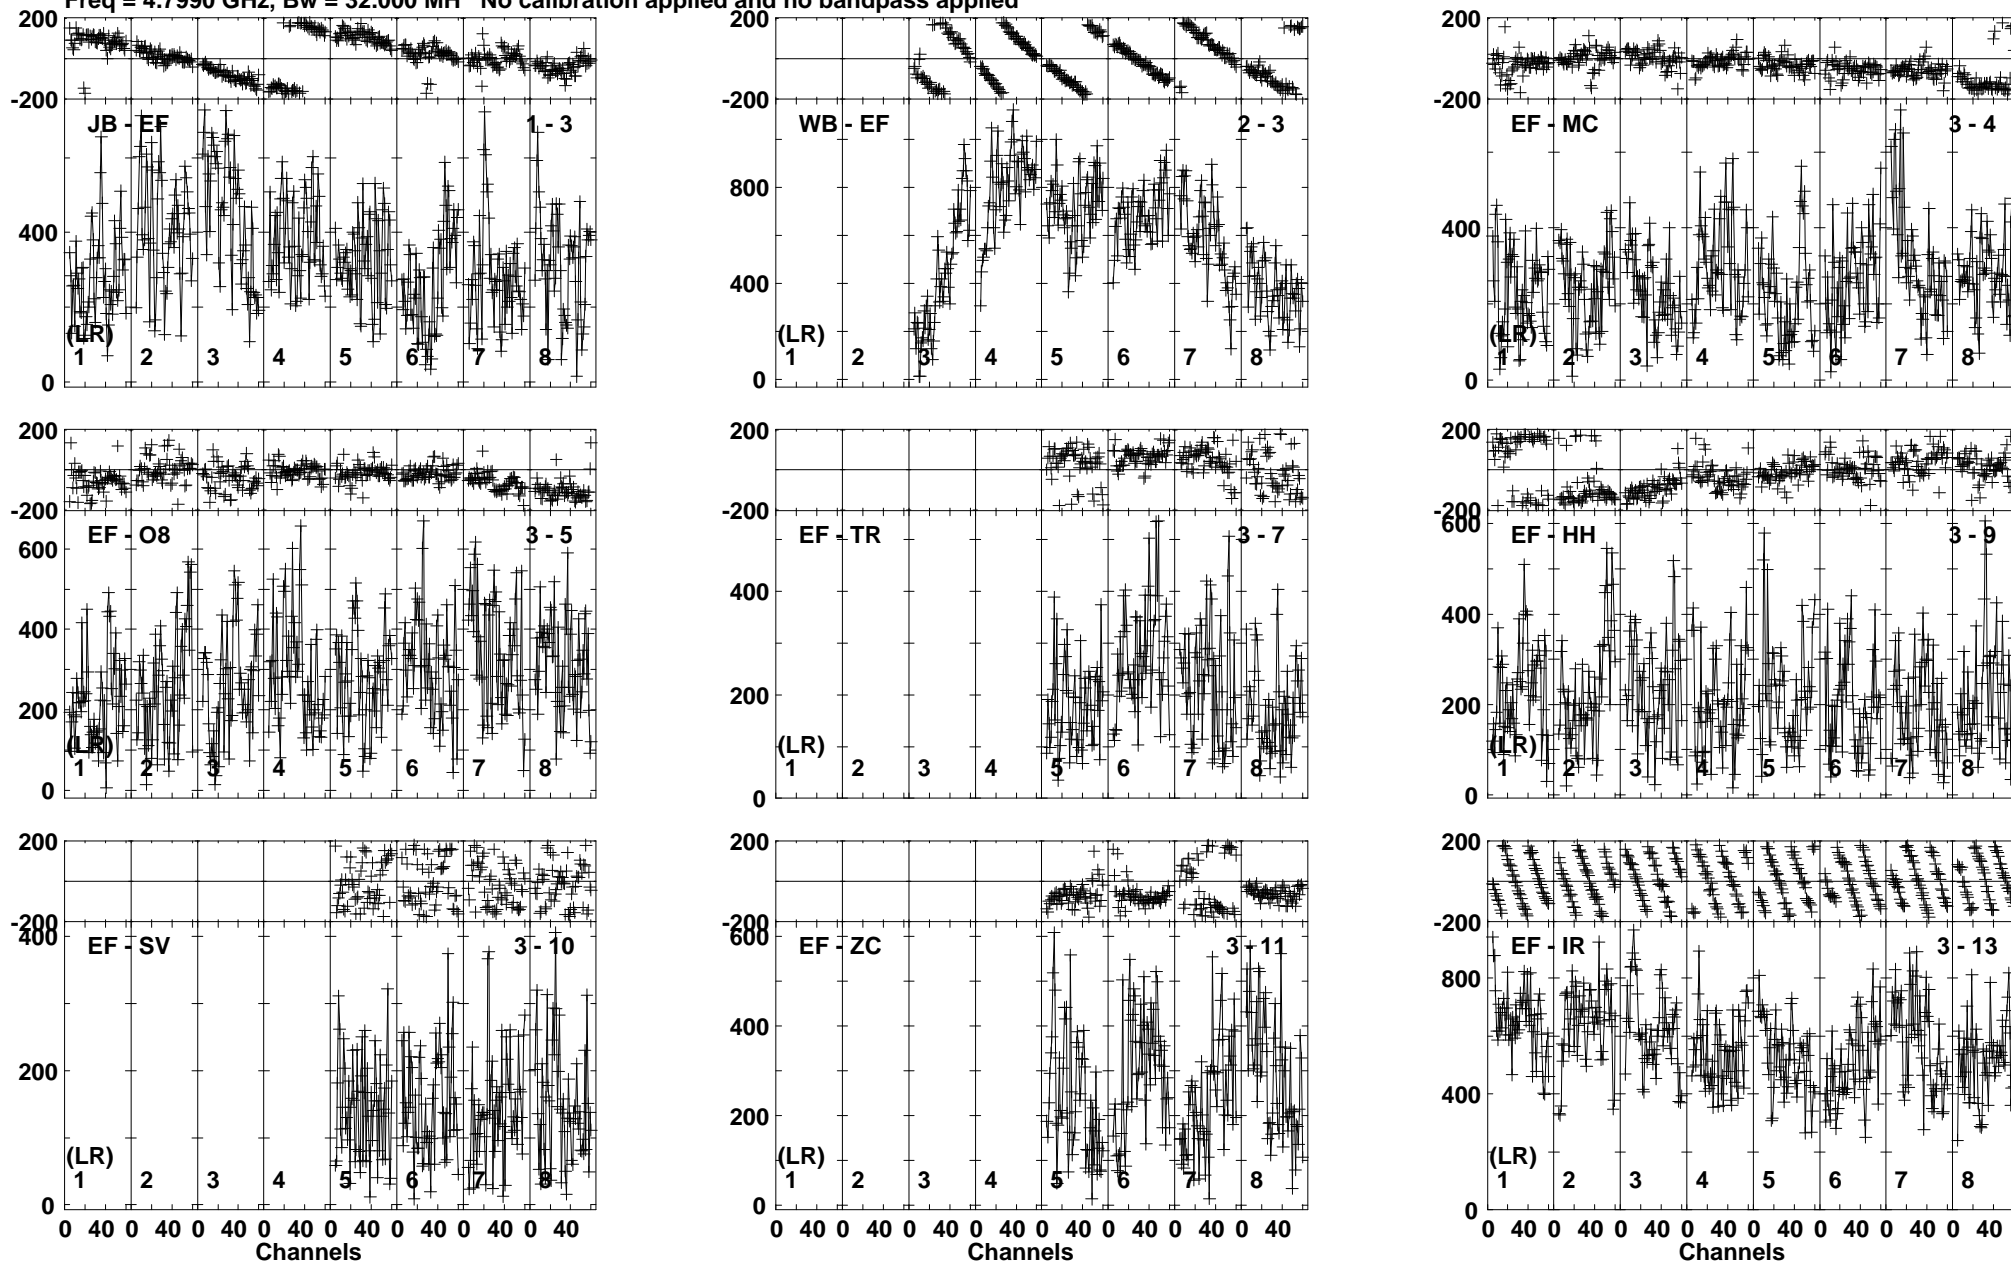 Freq = 4.7990 GHz, Bw = 32.000 MH No calibration applied and no bandpass applied
200 200 200
-200 -200 -200
JB - EF 1 - 3 WB - EF 2 - 3 EF - MC 3 - 4
800
400 400 400
(LR) (LR) (LR)
1 2 3 4 5 6 7 8 1 2 3 4 5 6 7 8 1 2 3 4 5 6 7 8
0 0 0
200 200 200
-200 -200 -200
EF - O8 3 - 5 EF - TR 3 - 7 EF - HH 3 - 9
600 600
400 400 400
200 200 200
(LR) (LR) (LR)
1 2 3 4 5 6 7 8 1 2 3 4 5 6 7 8 1 2 3 4 5 6 7 8
0 0 0
200 200 200
-200 -200 -200
EF - SV 3 - 10 EF - ZC 3 - 11 EF - IR 3 - 13
400 600 800
400
200 200 400
(LR) (LR) (LR)
1 2 3 4 5 6 7 8 1 2 3 4 5 6 7 8 1 2 3 4 5 6 7 8
0 0 0
0 40 0 40 0 40 0 40 0 40 0 40 0 40 0 40 0 40 0 40 0 40 0 40 0 40 0 40 0 40 0 40 0 40 0 40 0 40 0 40 0 40 0 40 0 40 0 40
Channels Channels